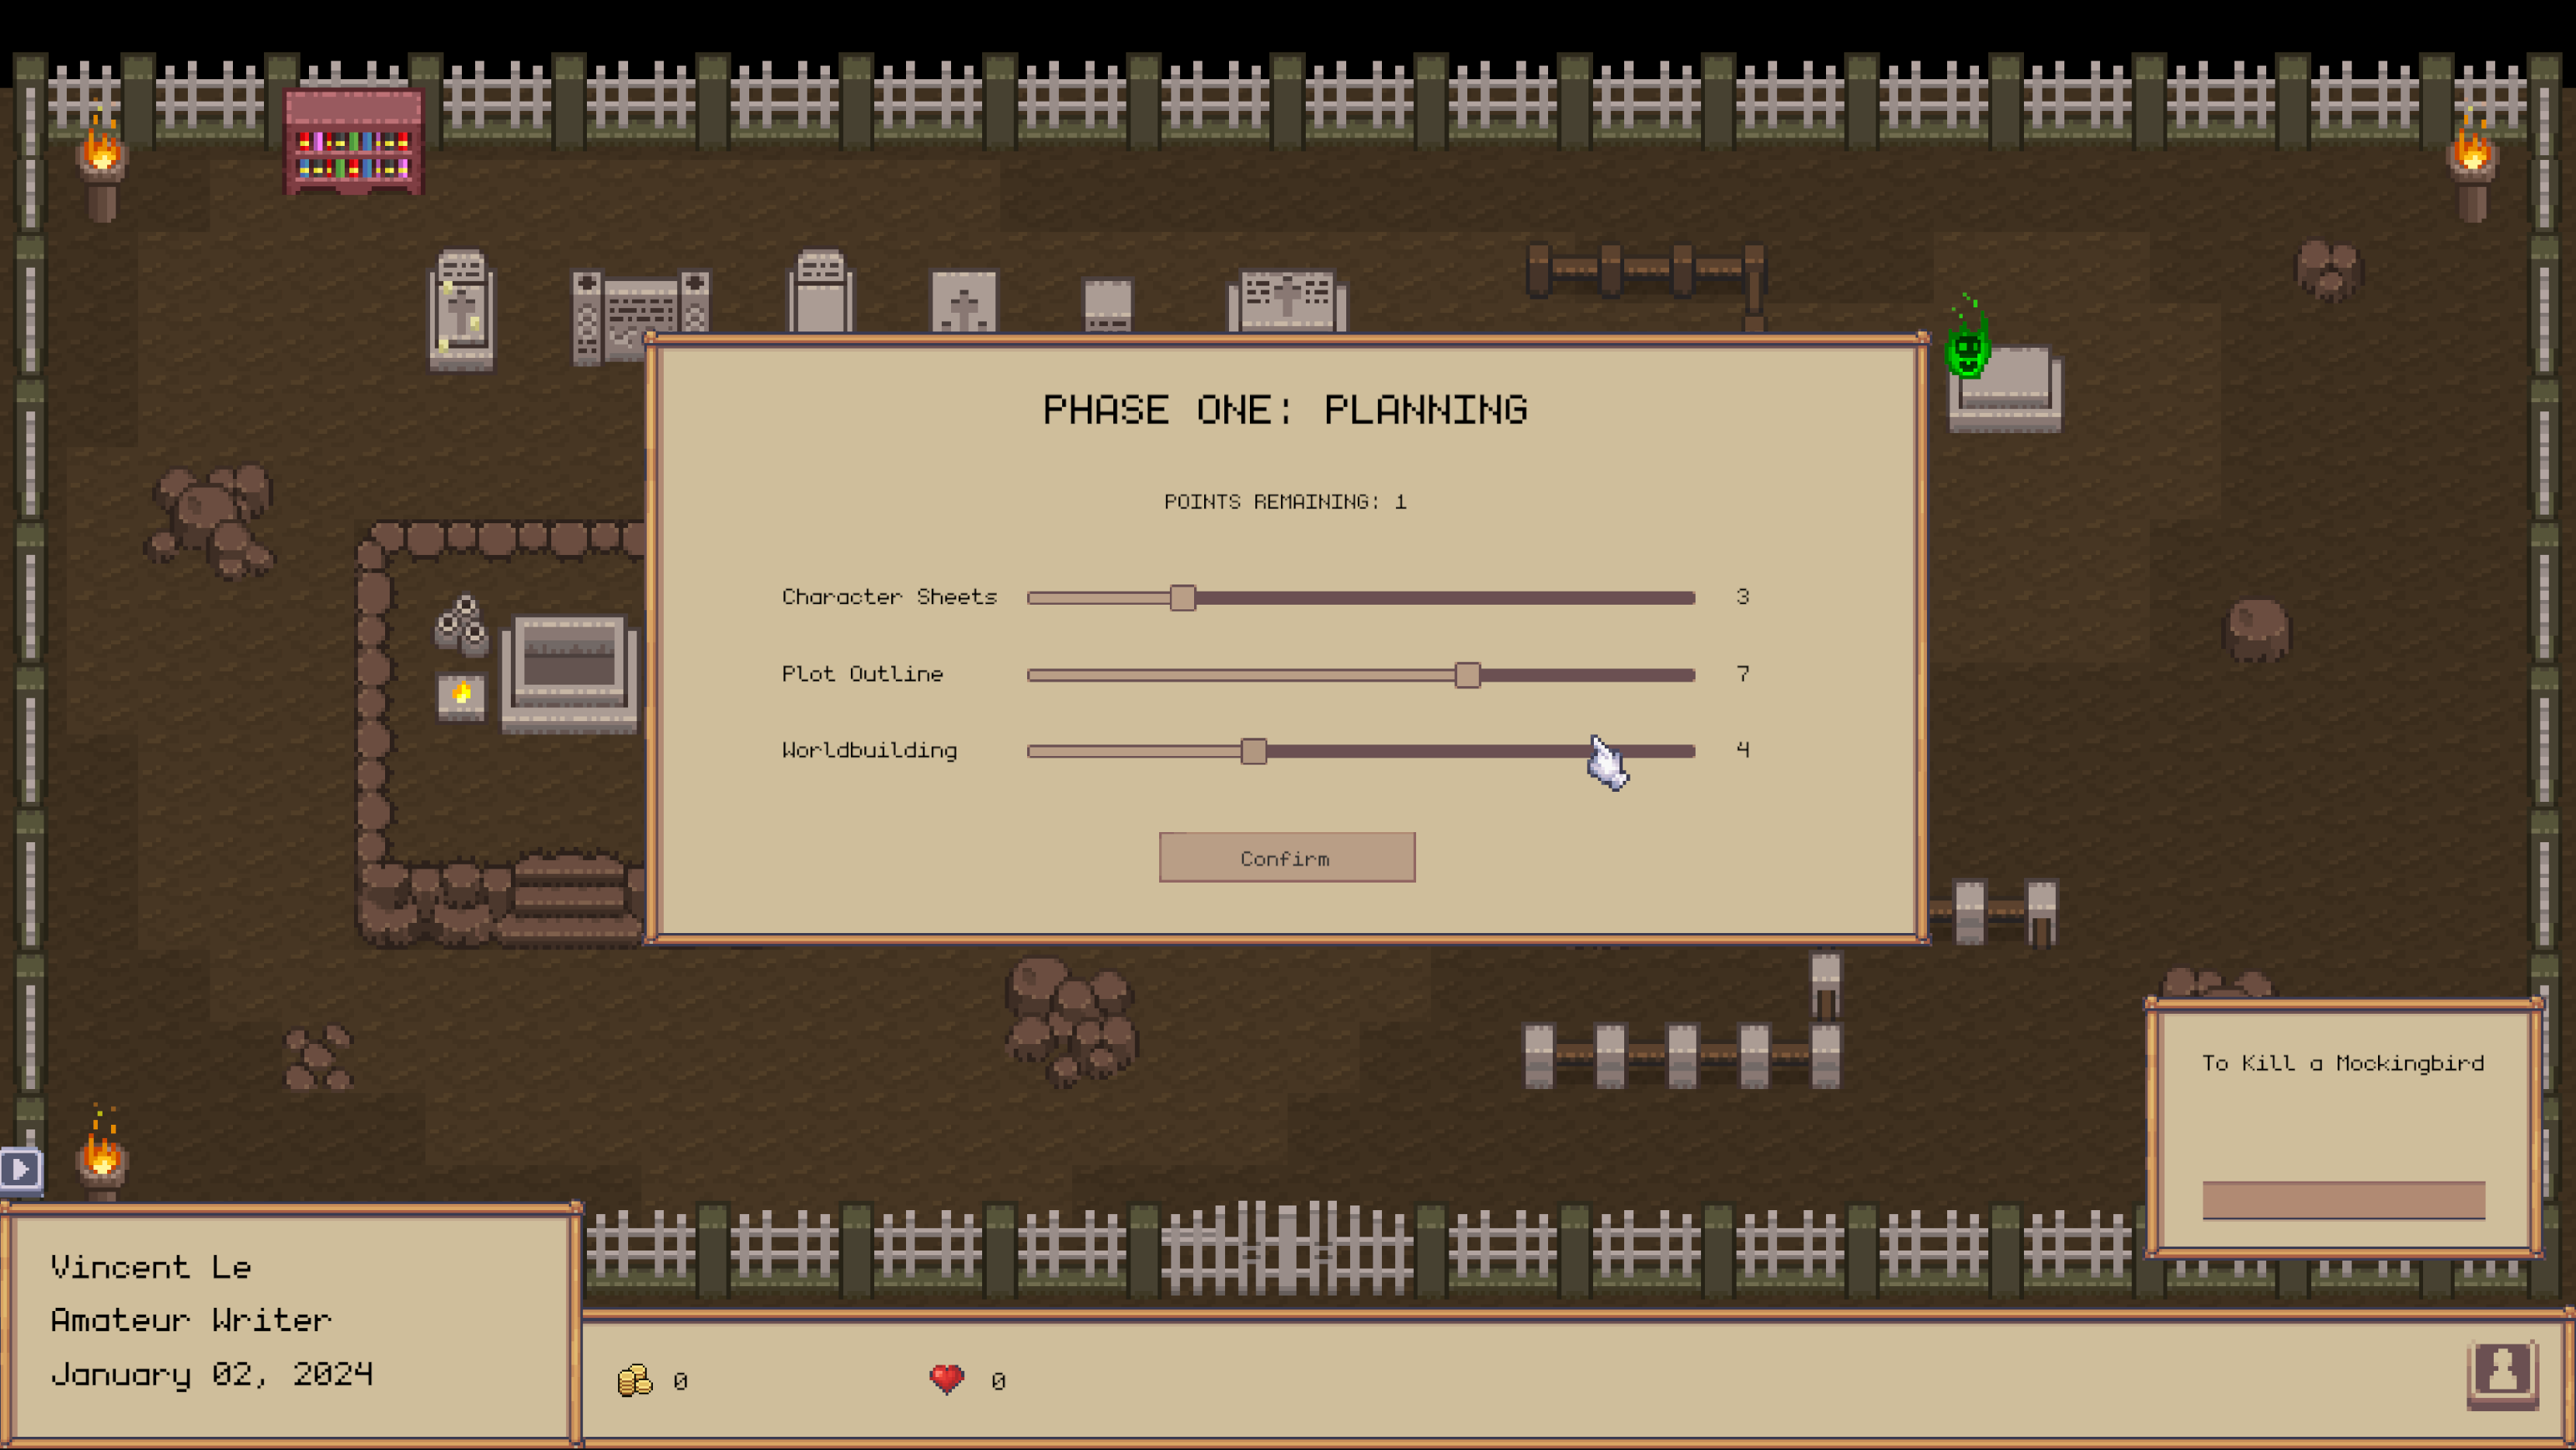 PHASE ONE: PLANNING
POINTS REMAINING: 1
Character Sheets 3
Plot Outline 7
Worldbuilding 4
Confirm
To Kill a Mockingbird
Vincent Le
Amateur Writer
January 02, 2024
0 0